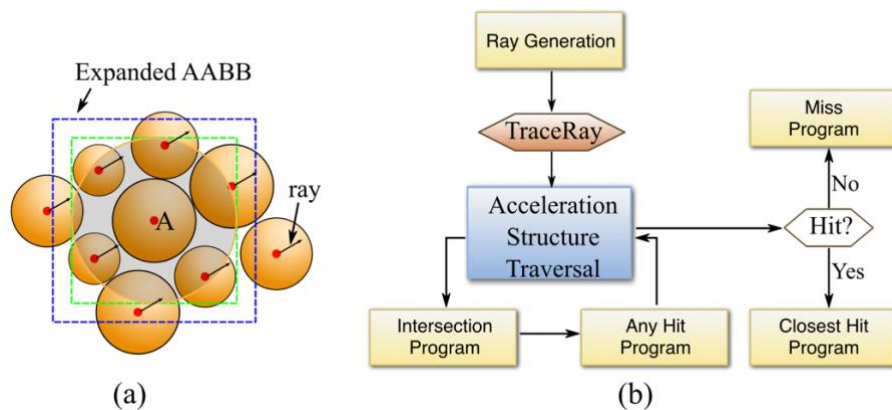 Expanded AABB
A
ray
(a)
Ray Generation
TraceRay
Acceleration
Structure
Traversal
Intersection
Program
Any Hit
Program
Miss
Program
No
Hit?
Yes
Closest Hit
Program
(b)